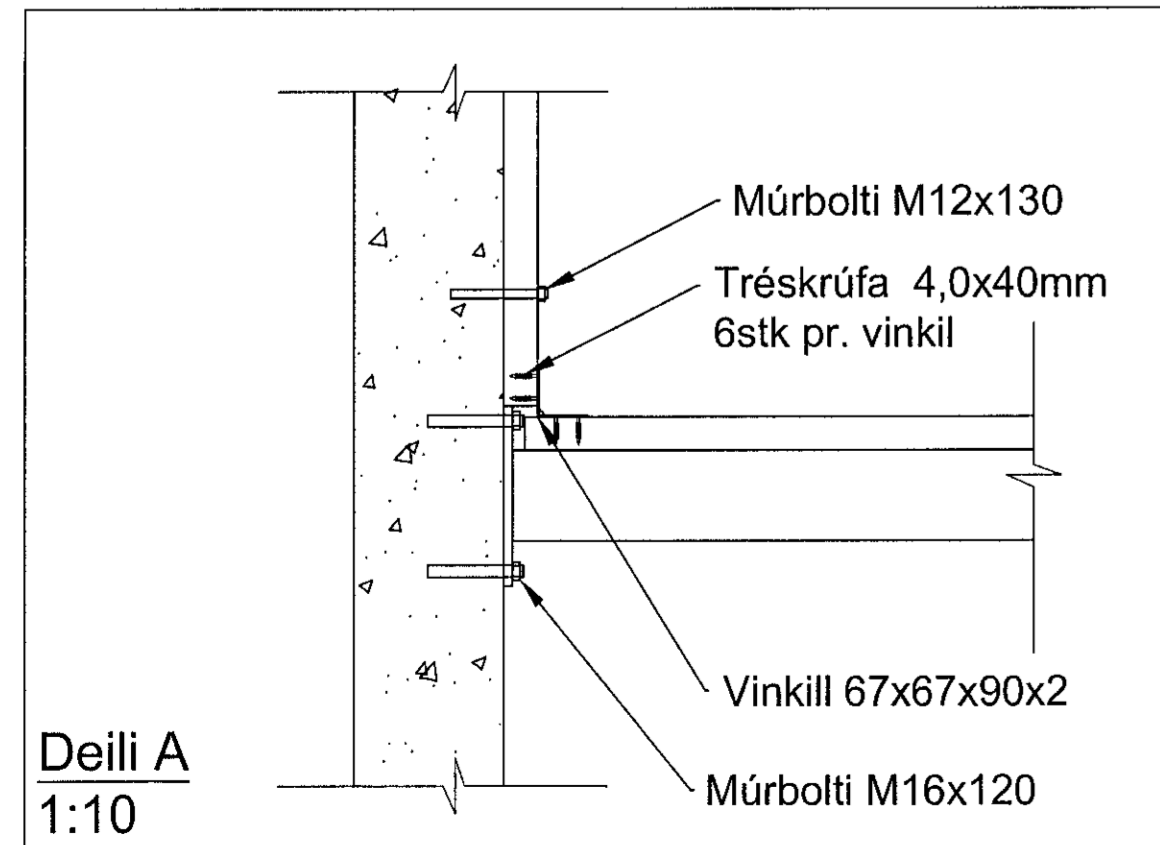 Múrbolti M12x130
Tréskrúfa 4,0x40mm
6stk pr. vinkil
Vinkill 67x67x90x2
Múrbolti M16x120
Deili A
1:10